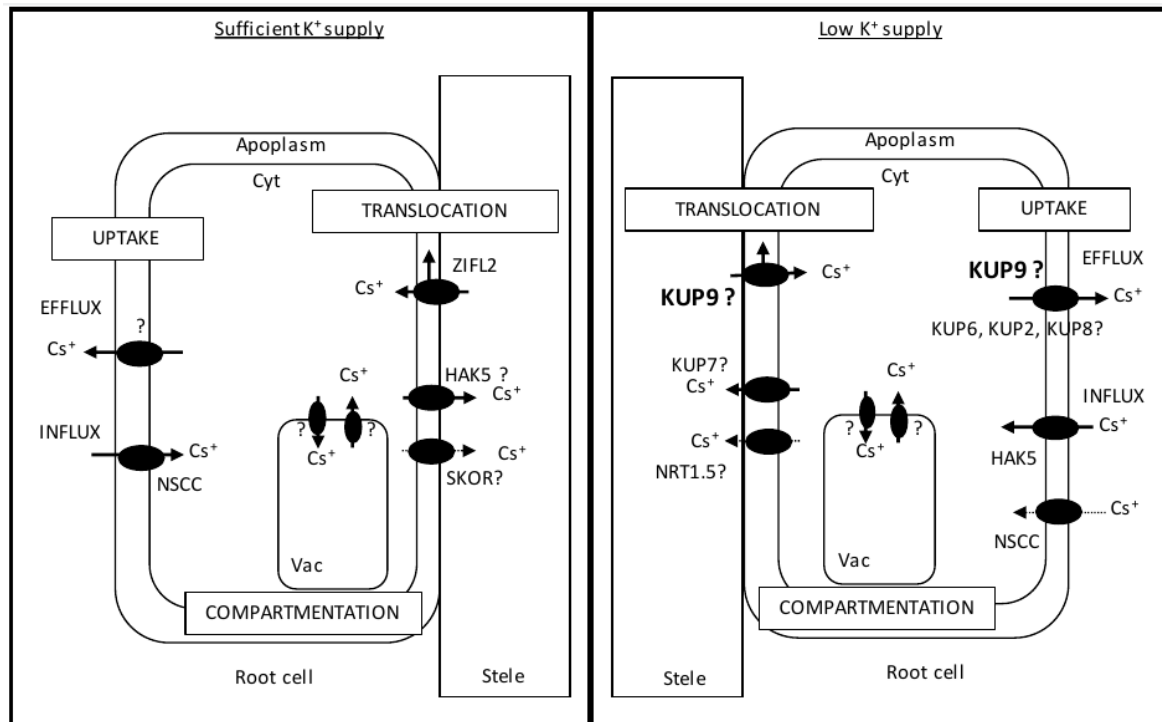 Sufficient K⁺ supply
Apoplasm
Cyt
TRANSLOCATION
UPTAKE
ZIFL2
Cs⁺
EFFLUX
?
Cs⁺
HAK5 ?
Cs⁺
Cs⁺
INFLUX
Cs⁺
NSCC
? ?
Cs⁺
Cs⁺
SKOR?
Vac
COMPARTMENTATION
Root cell
Stele
Low K⁺ supply
Apoplasm
Cyt
TRANSLOCATION
UPTAKE
EFFLUX
KUP9 ?
Cs⁺
KUP9 ?
Cs⁺
KUP6, KUP2, KUP8?
KUP7?
Cs⁺
Cs⁺
INFLUX
Cs⁺
? ?
Cs⁺
Cs⁺
HAK5
NRT1.5?
Cs⁺
NSCC
Vac
COMPARTMENTATION
Root cell
Stele